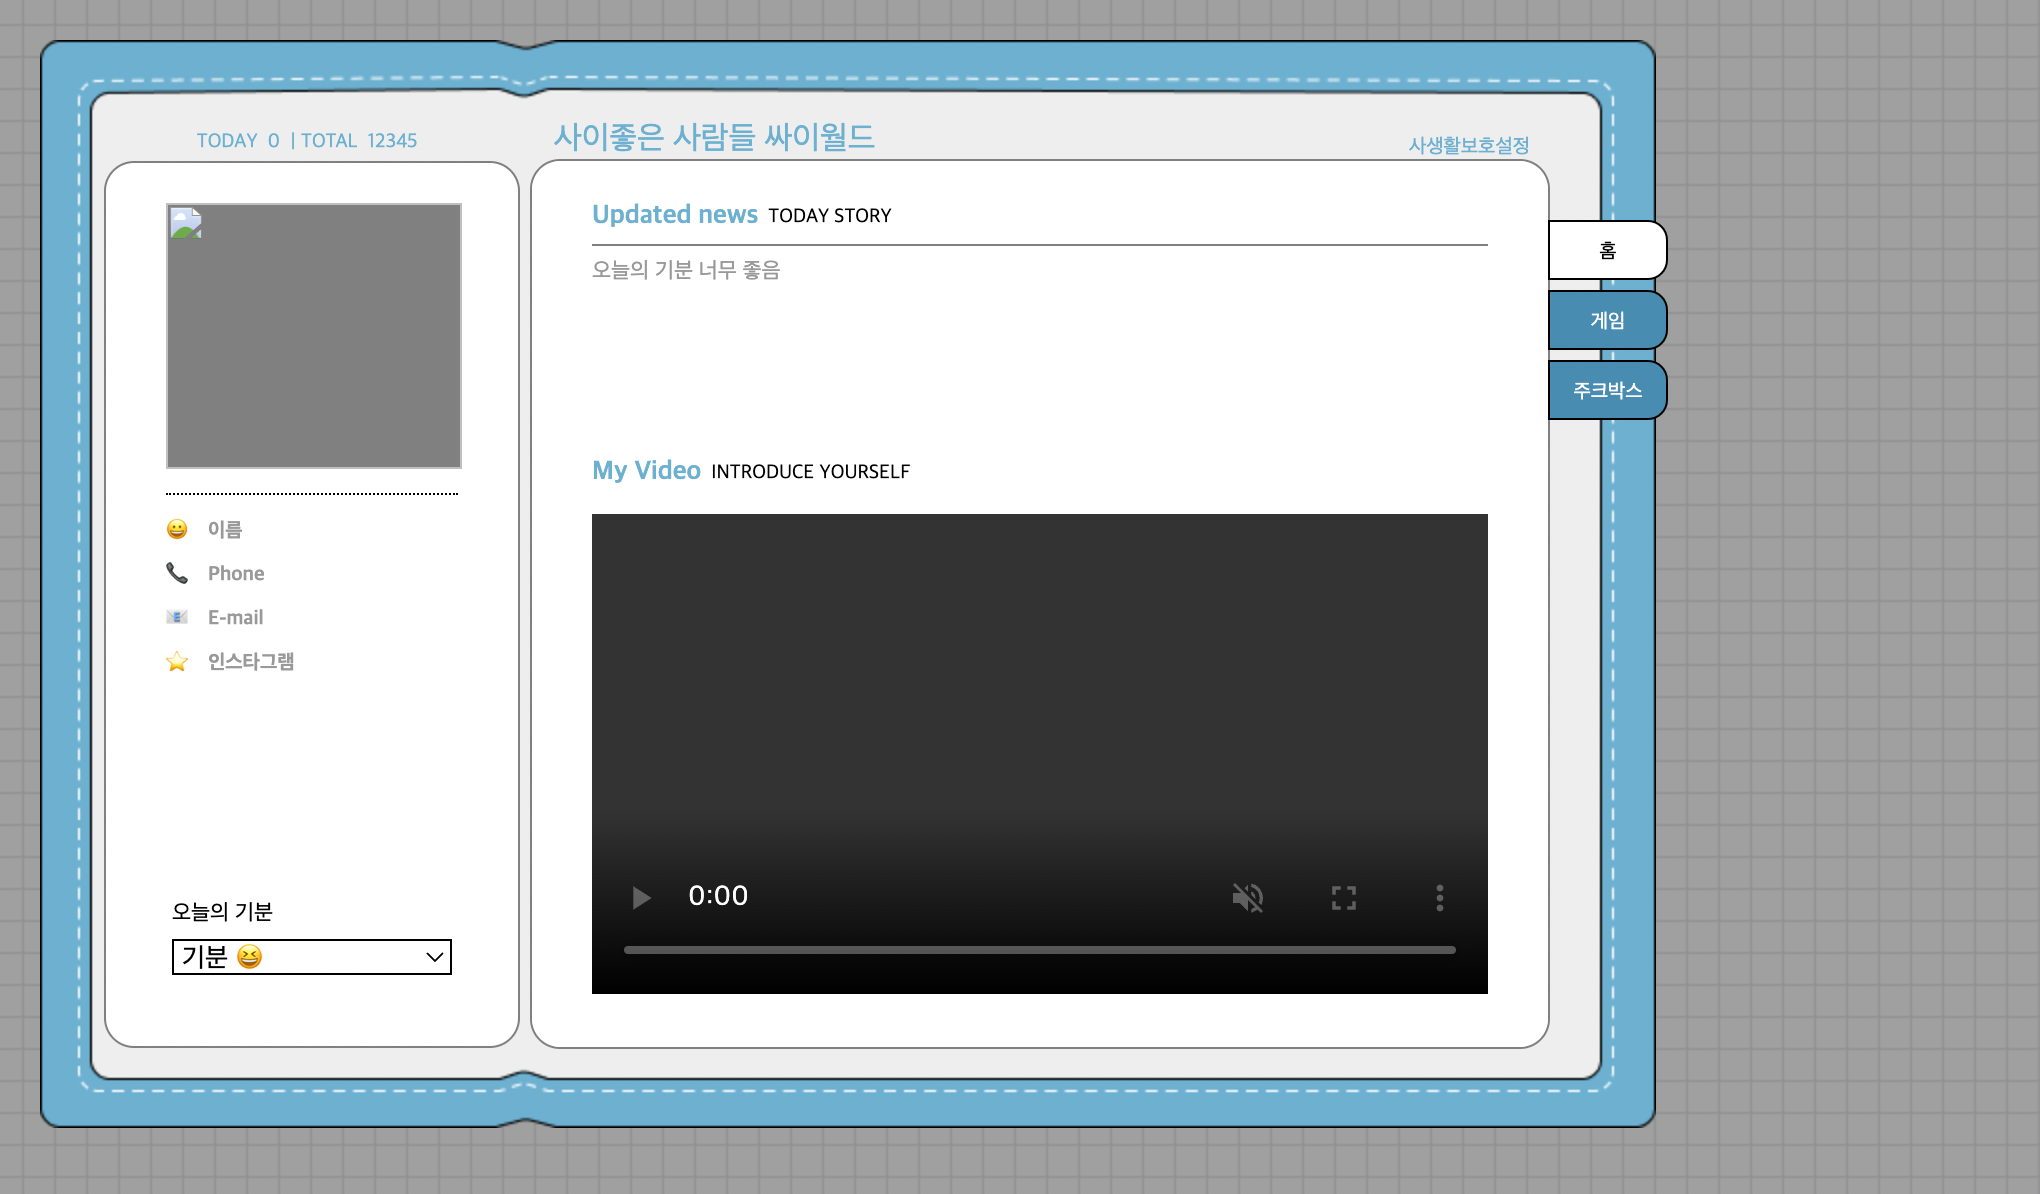 TODAY 0 | TOTAL 12345
사이좋은 사람들 싸이월드
사생활보호설정
이름
Phone
E-mail
인스타그램
오늘의 기분
기분 😆
Updated news TODAY STORY
오늘의 기분 너무 좋음
My Video INTRODUCE YOURSELF
0:00
홈
게임
주크박스